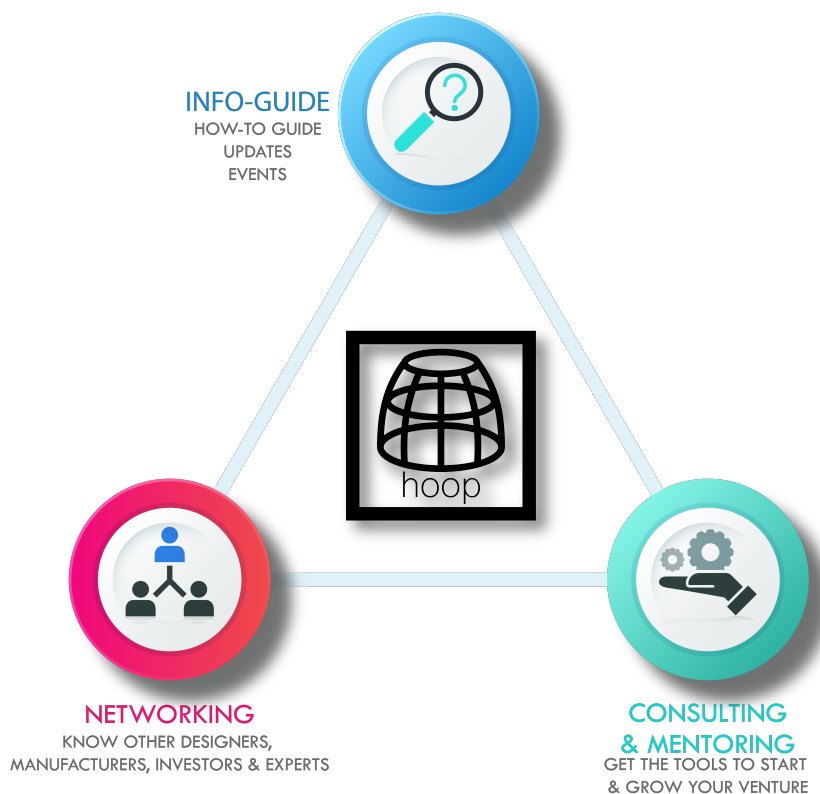 INFO-GUIDE
HOW-TO GUIDE
UPDATES
EVENTS
?
hoop
NETWORKING
KNOW OTHER DESIGNERS,
MANUFACTURERS, INVESTORS & EXPERTS
CONSULTING
& MENTORING
GET THE TOOLS TO START
& GROW YOUR VENTURE